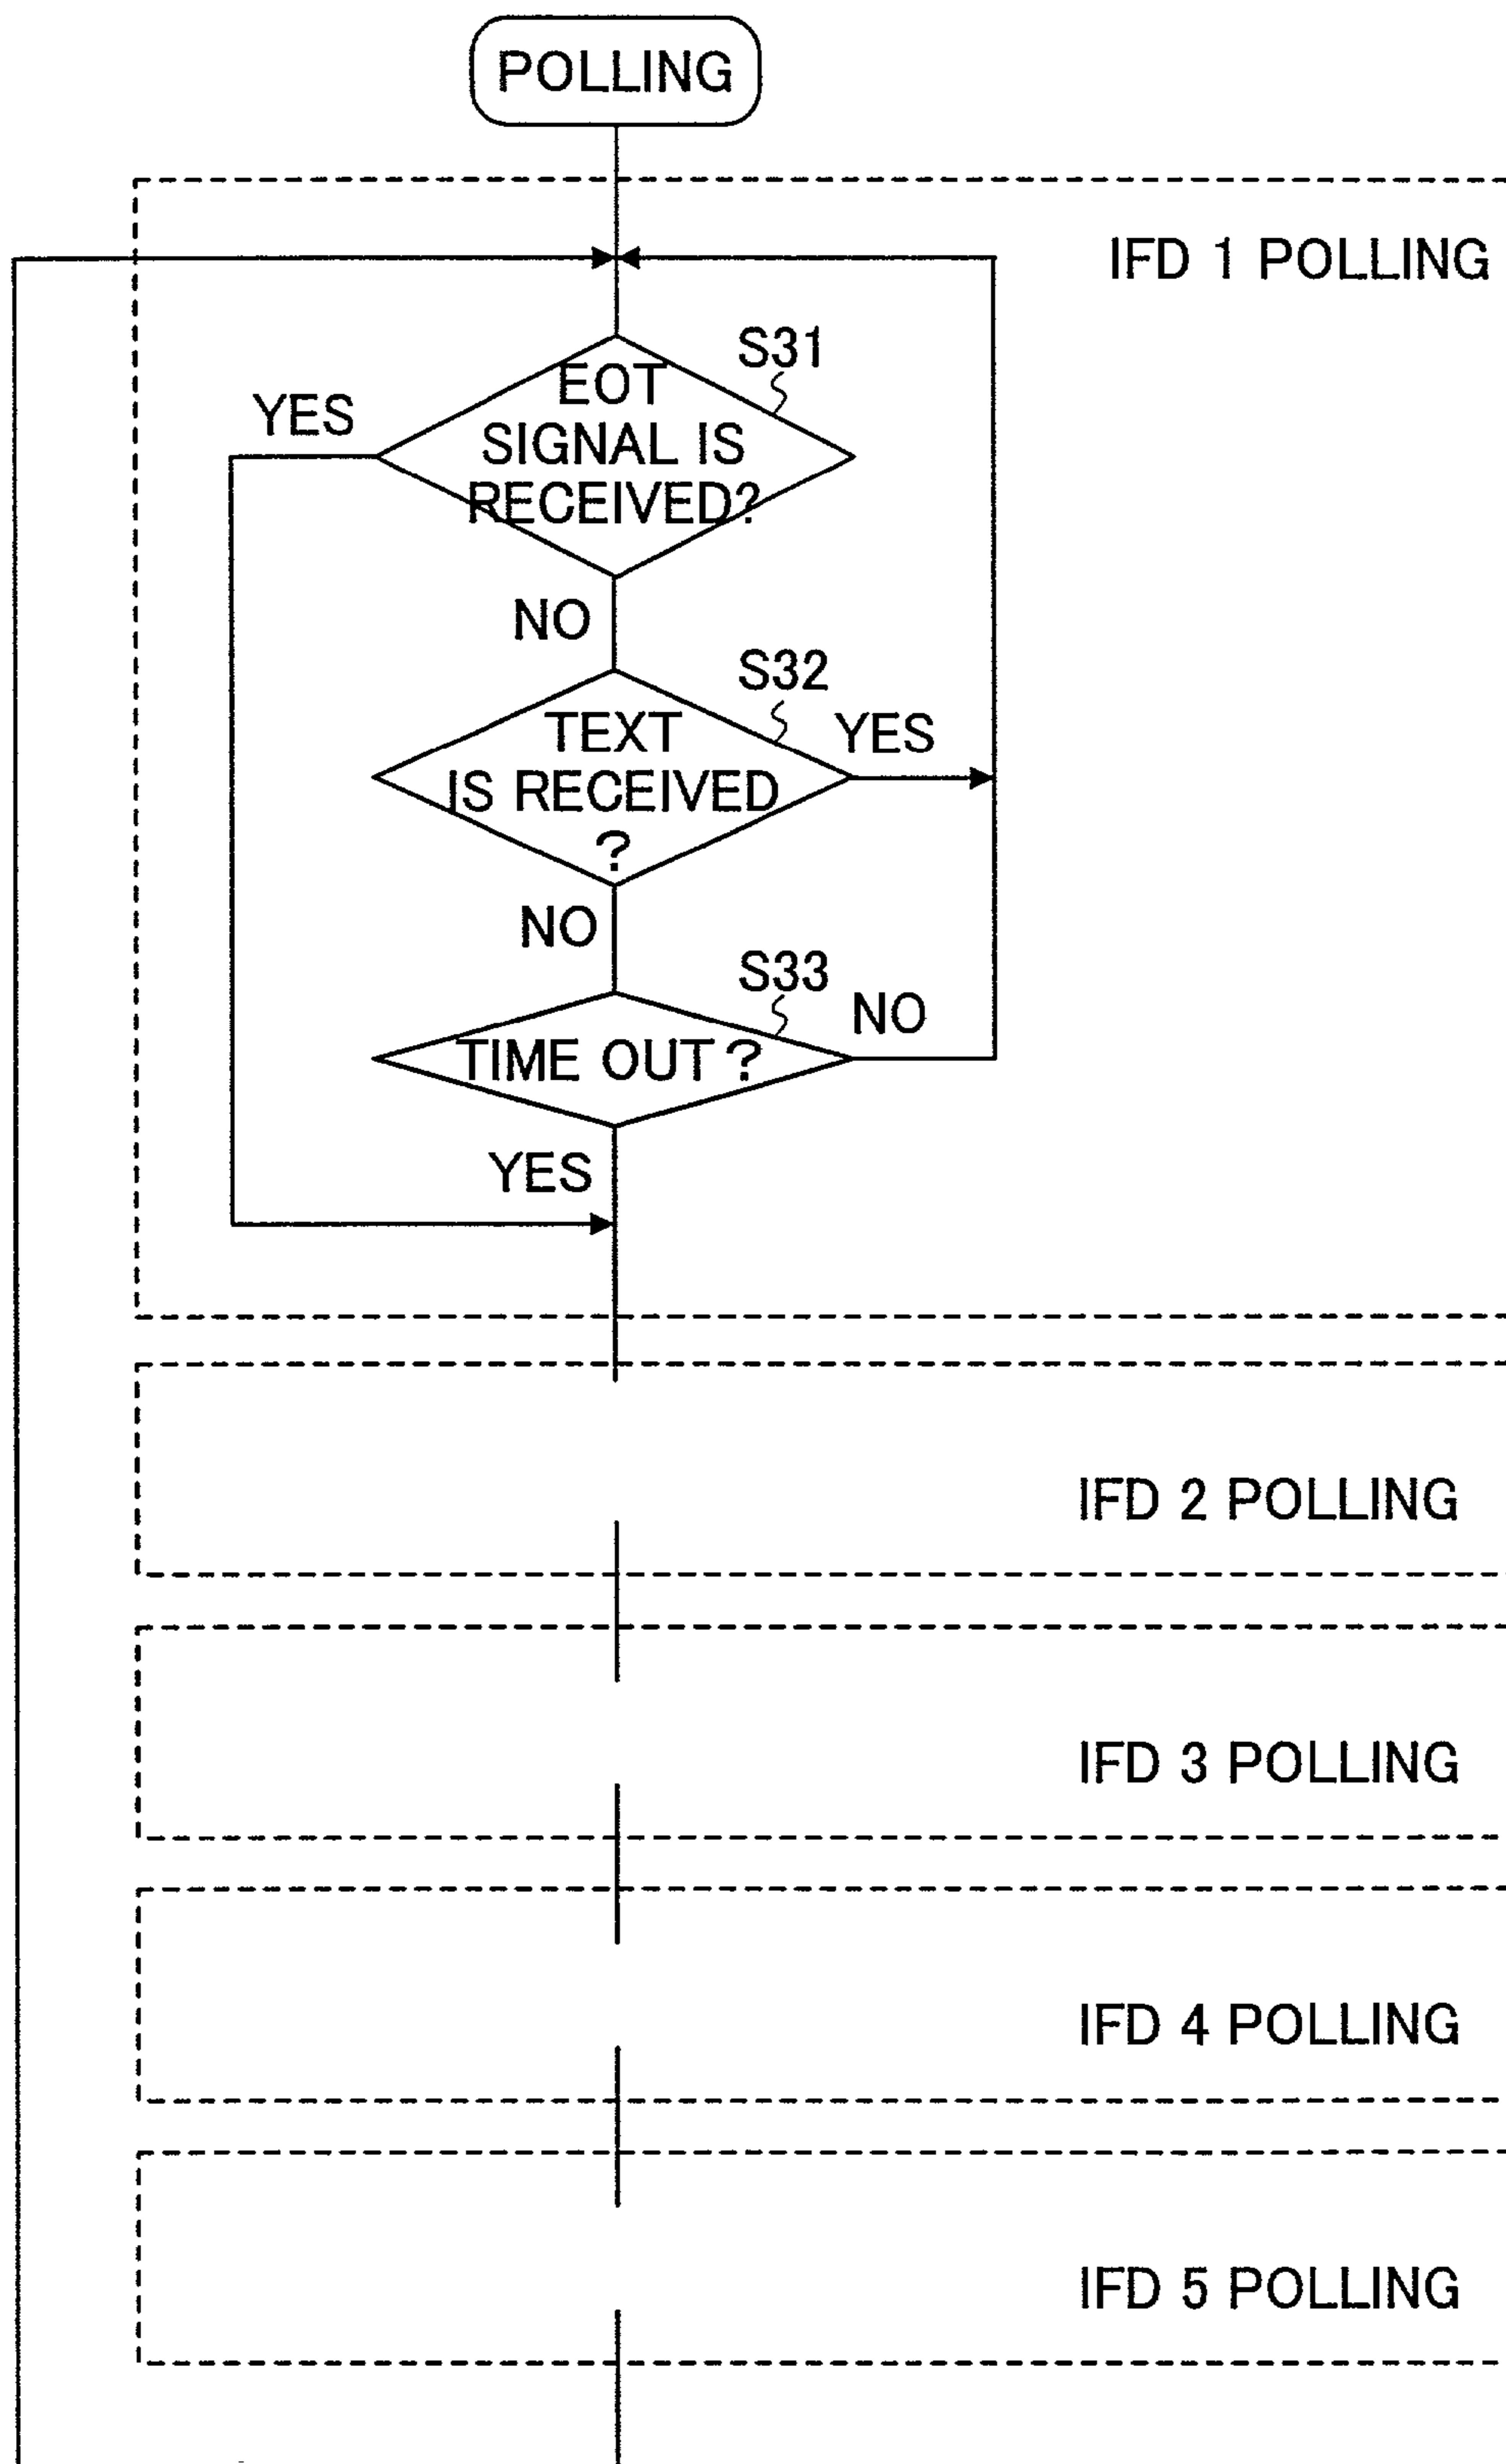 POLLING
IFD 1 POLLING
S31
YES
EOT
SIGNAL IS
RECEIVED?
NO
S32
TEXT
IS RECEIVED
?
YES
NO
S33
TIME OUT ?
NO
YES
IFD 2 POLLING
IFD 3 POLLING
IFD 4 POLLING
IFD 5 POLLING